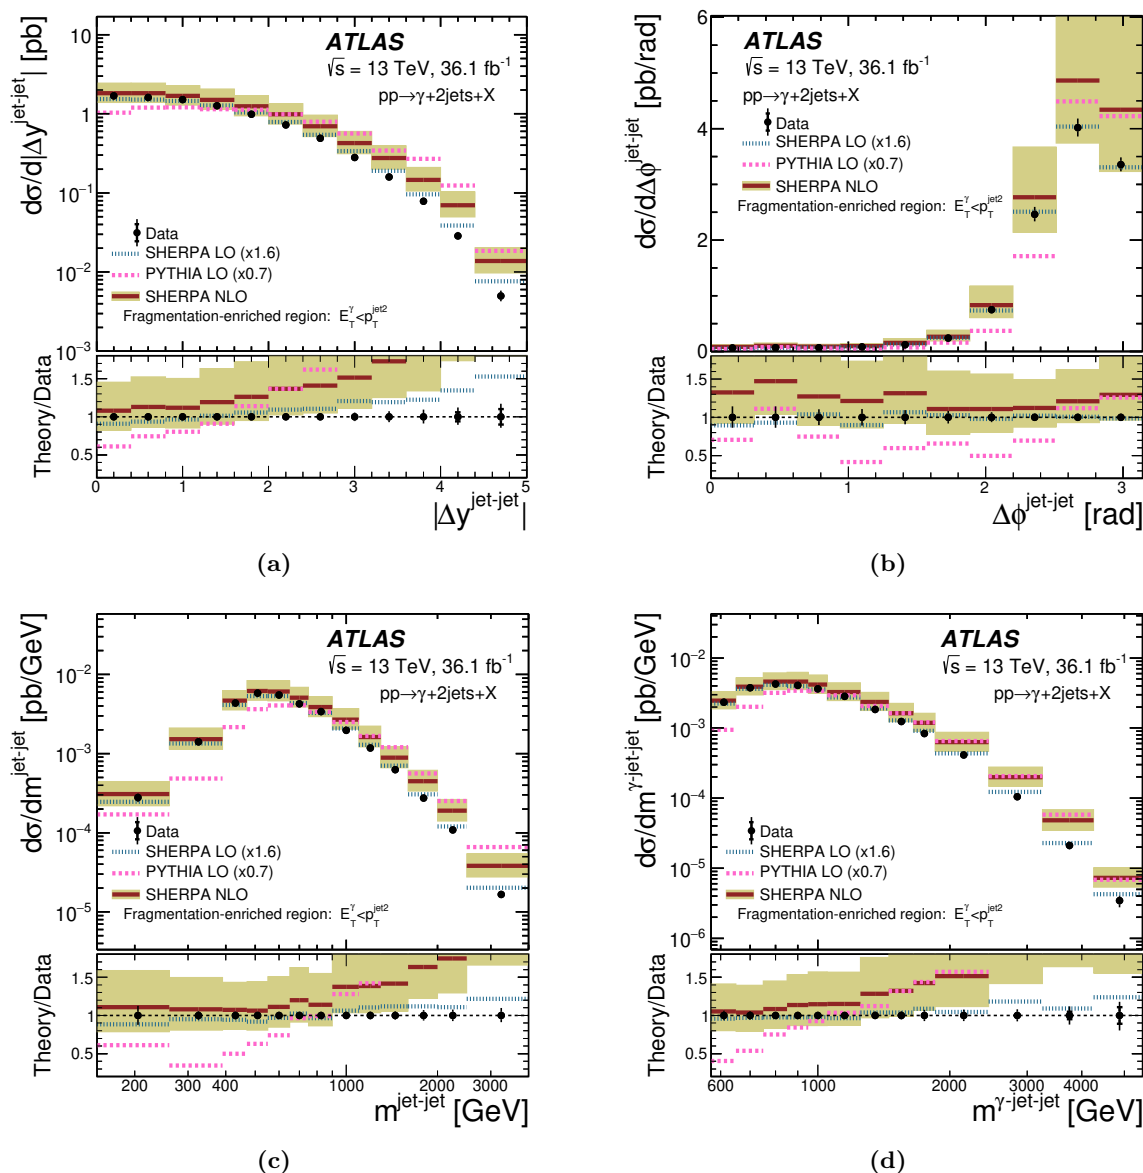 dσ/d|Δy^jet-jet| [pb]
ATLAS
√s = 13 TeV, 36.1 fb⁻¹
pp→γ+2jets+X
Data
SHERPA LO (x1.6)
PYTHIA LO (x0.7)
SHERPA NLO
Fragmentation-enriched region: E_T^γ<p_T^jet2
10
1
10⁻¹
10⁻²
10⁻³
Theory/Data
1.5
1
0.5
0 1 2 3 4 5
|Δy^jet-jet|
(a)
dσ/dΔϕ^jet-jet [pb/rad]
ATLAS
√s = 13 TeV, 36.1 fb⁻¹
pp→γ+2jets+X
Data
SHERPA LO (x1.6)
PYTHIA LO (x0.7)
SHERPA NLO
Fragmentation-enriched region: E_T^γ<p_T^jet2
6
4
2
0
Theory/Data
1.5
1
0.5
0 1 2 3
Δϕ^jet-jet [rad]
(b)
dσ/dm^jet-jet [pb/GeV]
ATLAS
√s = 13 TeV, 36.1 fb⁻¹
pp→γ+2jets+X
Data
SHERPA LO (x1.6)
PYTHIA LO (x0.7)
SHERPA NLO
Fragmentation-enriched region: E_T^γ<p_T^jet2
10⁻²
10⁻³
10⁻⁴
10⁻⁵
Theory/Data
1.5
1
0.5
200 300 400 1000 2000 3000
m^jet-jet [GeV]
(c)
dσ/dm^γ-jet-jet [pb/GeV]
ATLAS
√s = 13 TeV, 36.1 fb⁻¹
pp→γ+2jets+X
Data
SHERPA LO (x1.6)
PYTHIA LO (x0.7)
SHERPA NLO
Fragmentation-enriched region: E_T^γ<p_T^jet2
10⁻²
10⁻³
10⁻⁴
10⁻⁵
10⁻⁶
Theory/Data
1.5
1
0.5
600 1000 2000 3000 4000
m^γ-jet-jet [GeV]
(d)